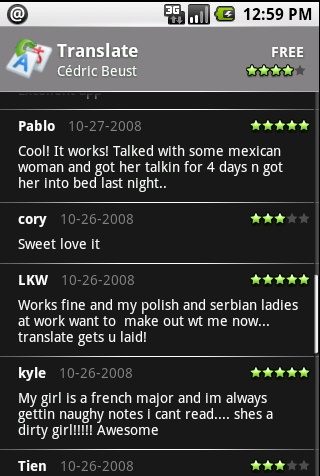 @ 3G 12:59 PM
Translate FREE
Cédric Beust
Pablo 10-27-2008
Cool! It works! Talked with some mexican
woman and got her talkin for 4 days n got
her into bed last night..
cory 10-26-2008
Sweet love it
LKW 10-26-2008
Works fine and my polish and serbian ladies
at work want to make out wt me now...
translate gets u laid!
kyle 10-26-2008
My girl is a french major and im always
gettin naughy notes i cant read.... shes a
dirty girl!!!!! Awesome
Tien 10-26-2008